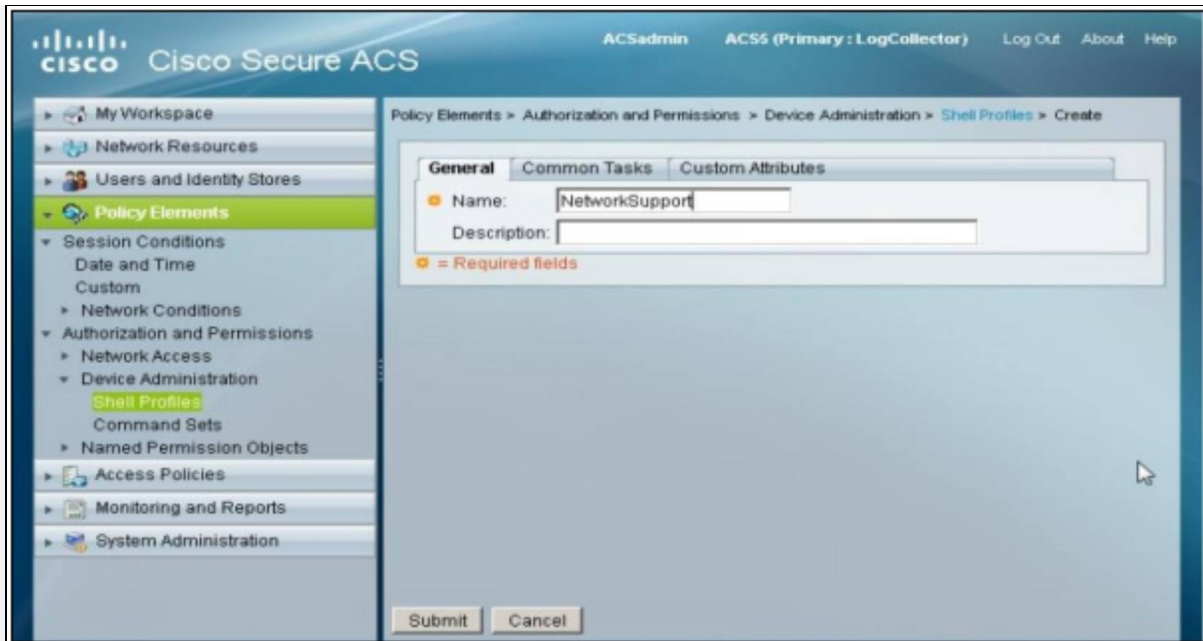 CISCO Cisco Secure ACS
ACSadmin ACS5 (Primary : LogCollector) Log Out About Help
My Workspace
Network Resources
Users and Identity Stores
Policy Elements
Session Conditions
Date and Time
Custom
Network Conditions
Authorization and Permissions
Network Access
Device Administration
Shell Profiles
Command Sets
Named Permission Objects
Access Policies
Monitoring and Reports
System Administration
Policy Elements > Authorization and Permissions > Device Administration > Shell Profiles > Create
General Common Tasks Custom Attributes
Name: NetworkSupport
Description:
= Required fields
Submit Cancel